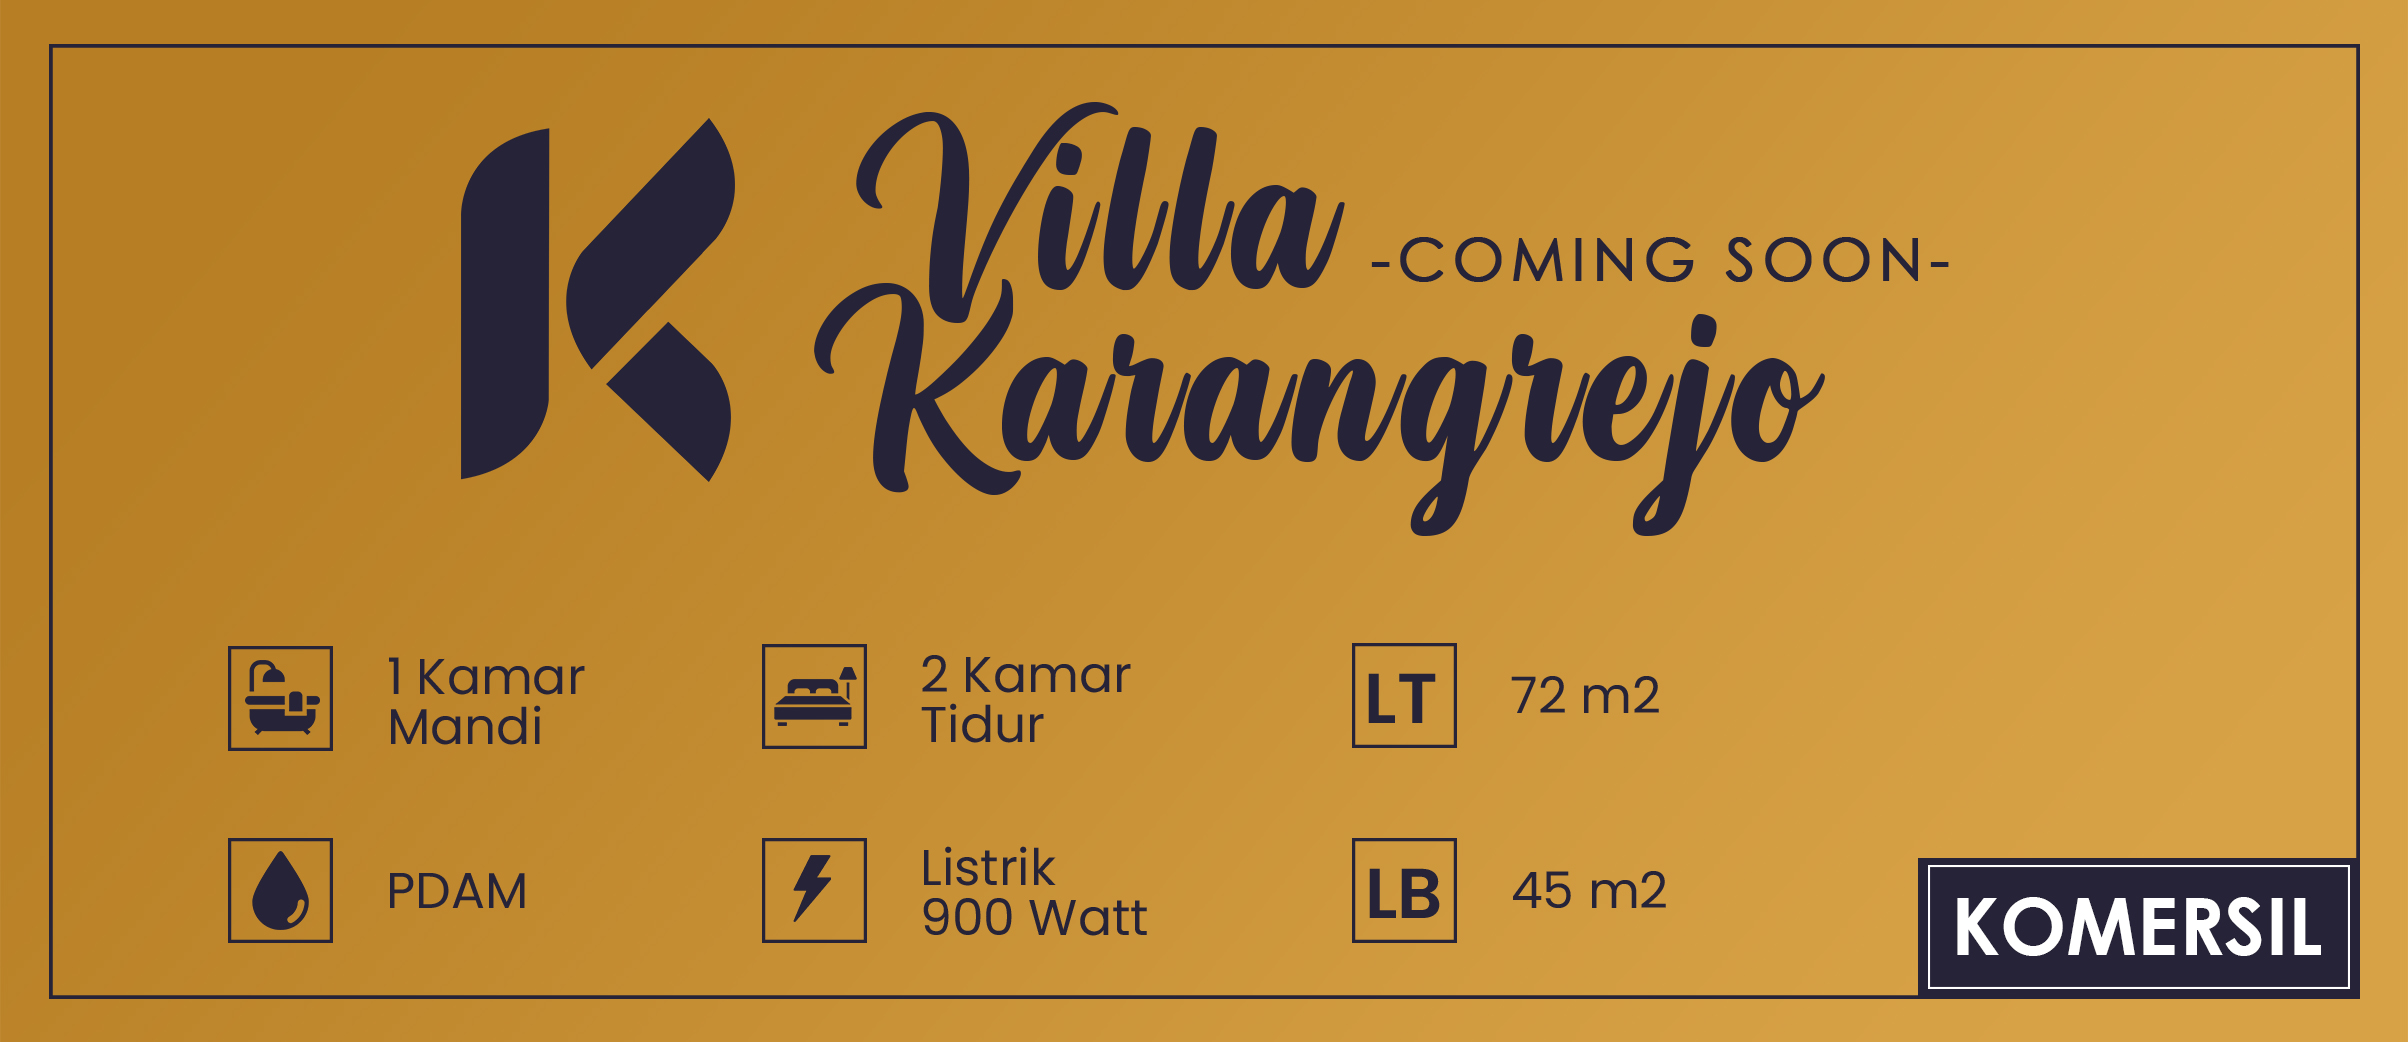 Villa
-COMING SOON-
Karangrejo
1 Kamar
Mandi
2 Kamar
Tidur
LT
72 m2
PDAM
Listrik
900 Watt
LB
45 m2
KOMERSIL